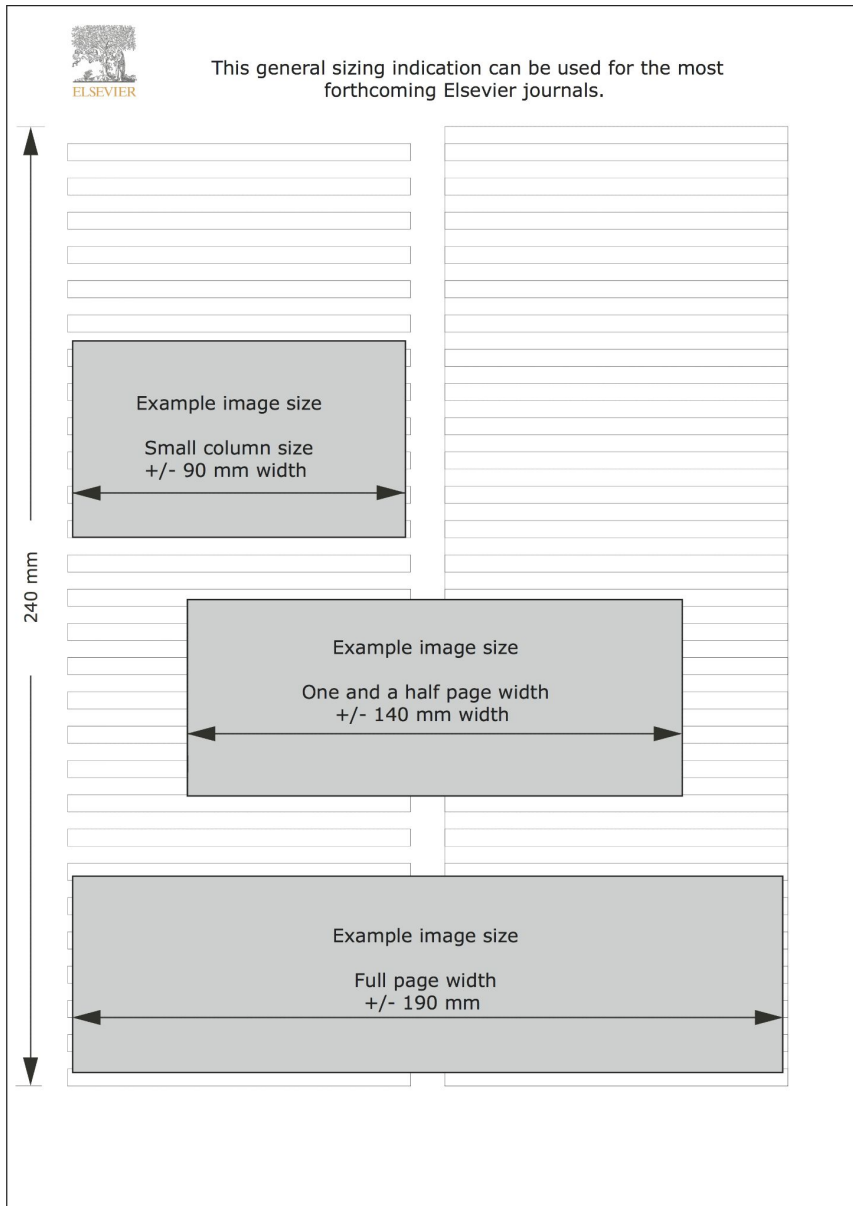 ELSEVIER
This general sizing indication can be used for the most
forthcoming Elsevier journals.
Example image size
Small column size
+/- 90 mm width
240 mm
Example image size
One and a half page width
+/- 140 mm width
Example image size
Full page width
+/- 190 mm